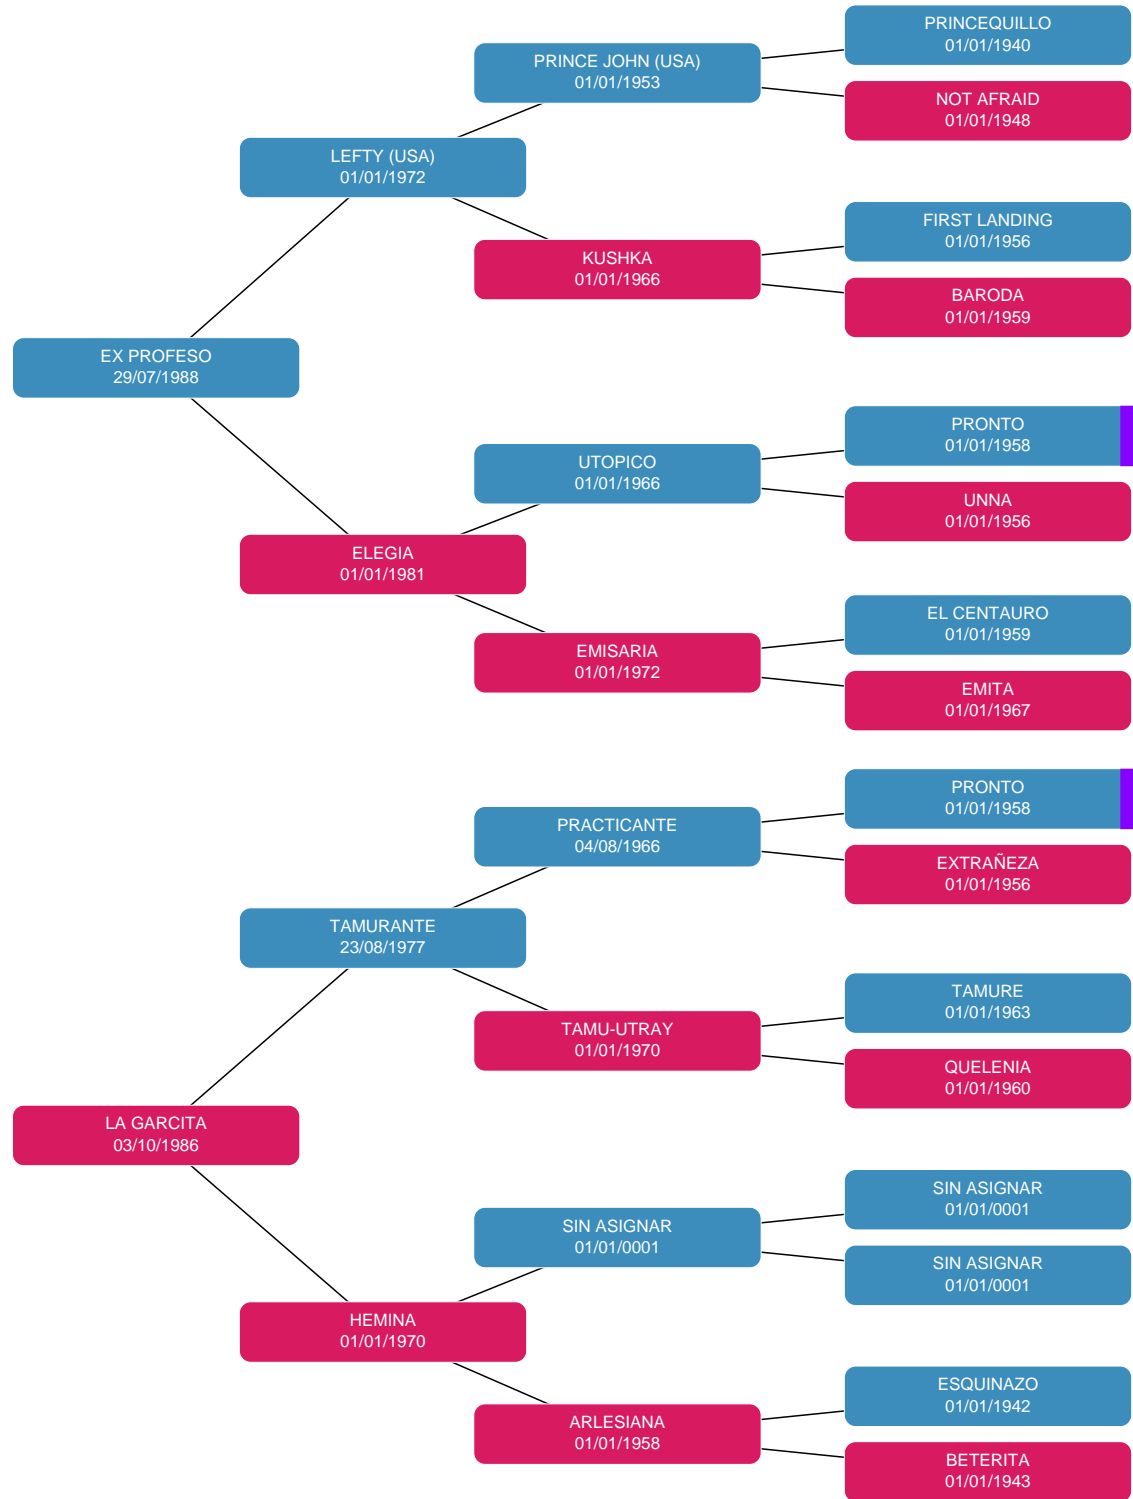 PRINCEQUILLO
01/01/1940
PRINCE JOHN (USA)
01/01/1953
NOT AFRAID
01/01/1948
LEFTY (USA)
01/01/1972
FIRST LANDING
01/01/1956
KUSHKA
01/01/1966
BARODA
01/01/1959
EX PROFESO
29/07/1988
PRONTO
01/01/1958
UTOPICO
01/01/1966
UNNA
01/01/1956
ELEGIA
01/01/1981
EL CENTAURO
01/01/1959
EMISARIA
01/01/1972
EMITA
01/01/1967
PRONTO
01/01/1958
PRACTICANTE
04/08/1966
EXTRAÑEZA
01/01/1956
TAMURANTE
23/08/1977
TAMURE
01/01/1963
TAMU-UTRAY
01/01/1970
QUELENIA
01/01/1960
LA GARCITA
03/10/1986
SIN ASIGNAR
01/01/0001
SIN ASIGNAR
01/01/0001
SIN ASIGNAR
01/01/0001
HEMINA
01/01/1970
ESQUINAZO
01/01/1942
ARLESIANA
01/01/1958
BETERITA
01/01/1943